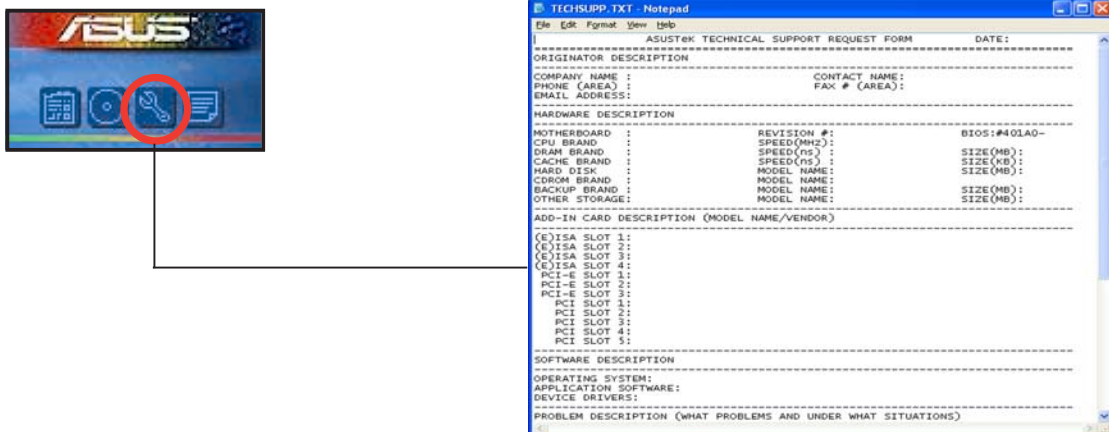 ASUS
TECHSUPP.TXT - Notepad
File Edit Format View Help
ASUSTeK TECHNICAL SUPPORT REQUEST FORM DATE:
ORIGINATOR DESCRIPTION
COMPANY NAME : CONTACT NAME:
PHONE (AREA) : FAX # (AREA):
EMAIL ADDRESS:
HARDWARE DESCRIPTION
MOTHERBOARD : REVISION #: BIOS:#401A0-
CPU BRAND : SPEED(MHZ):
DRAM BRAND : SPEED(ns) : SIZE(MB):
CACHE BRAND : SPEED(ns) : SIZE(KB):
HARD DISK : MODEL NAME: SIZE(MB):
CDROM BRAND : MODEL NAME:
BACKUP BRAND : MODEL NAME: SIZE(MB):
OTHER STORAGE: MODEL NAME: SIZE(MB):
ADD-IN CARD DESCRIPTION (MODEL NAME/VENDOR)
(E)ISA SLOT 1:
(E)ISA SLOT 2:
(E)ISA SLOT 3:
(E)ISA SLOT 4:
PCI-E SLOT 1:
PCI-E SLOT 2:
PCI-E SLOT 3:
PCI SLOT 1:
PCI SLOT 2:
PCI SLOT 3:
PCI SLOT 4:
PCI SLOT 5:
SOFTWARE DESCRIPTION
OPERATING SYSTEM:
APPLICATION SOFTWARE:
DEVICE DRIVERS:
PROBLEM DESCRIPTION (WHAT PROBLEMS AND UNDER WHAT SITUATIONS)